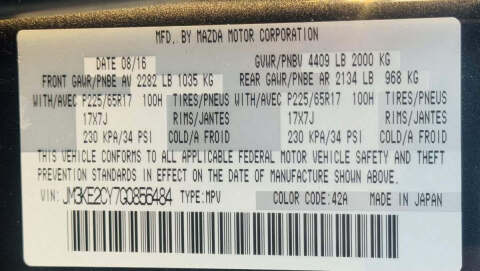 MFD. BY MAZDA MOTOR CORPORATION
DATE 08/16 GVWR/PNBV 4409 LB 2000 KG
FRONT GAWR/PNBE AV 2282 LB 1035 KG REAR GAWR/PNBE AR 2134 LB 968 KG
WITH/AVEC P225/65R17 100H TIRES/PNEUS WITH/AVEC P225/65R17 100H TIRES/PNEUS
17X7J RIMS/JANTES 17X7J RIMS/JANTES
230 KPA/34 PSI COLD/A FROID 230 KPA/34 PSI COLD/A FROID
THIS VEHICLE CONFORMS TO ALL APPLICABLE FEDERAL MOTOR VEHICLE SAFETY AND THEFT
PREVENTION STANDARDS IN EFFECT ON THE DATE OF MANUFACTURE SHOWN ABOVE.
VIN: JM3KE2CY7G0856484 TYPE:MPV COLOR CODE:42A MADE IN JAPAN